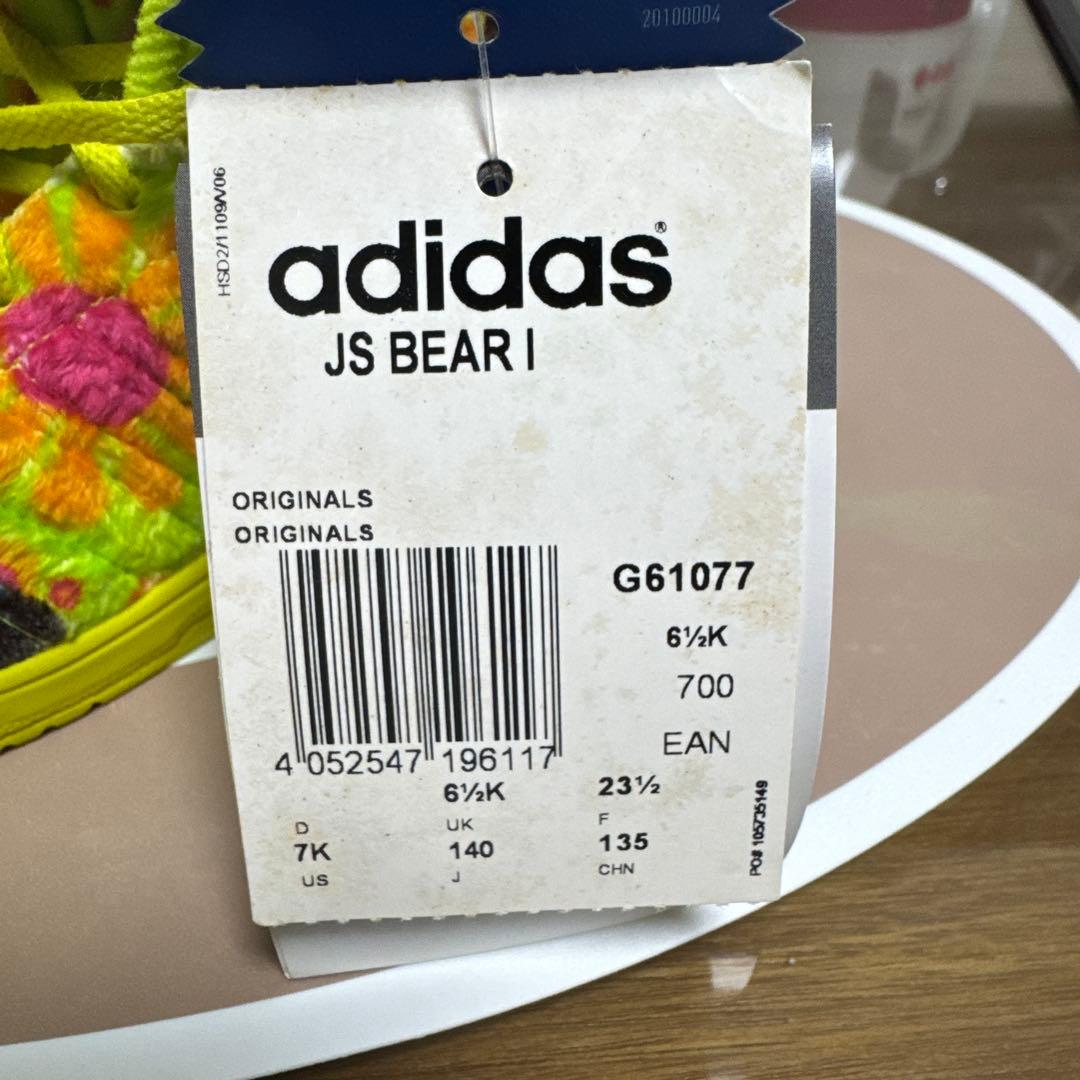 20100004
HSD2/1109/V06
adidas®
JS BEAR I
ORIGINALS
ORIGINALS
G61077
6½K
700
EAN
4 052547 196117
6½K 23½
D UK F
7K 140 135
US J CHN
PO# 105735149